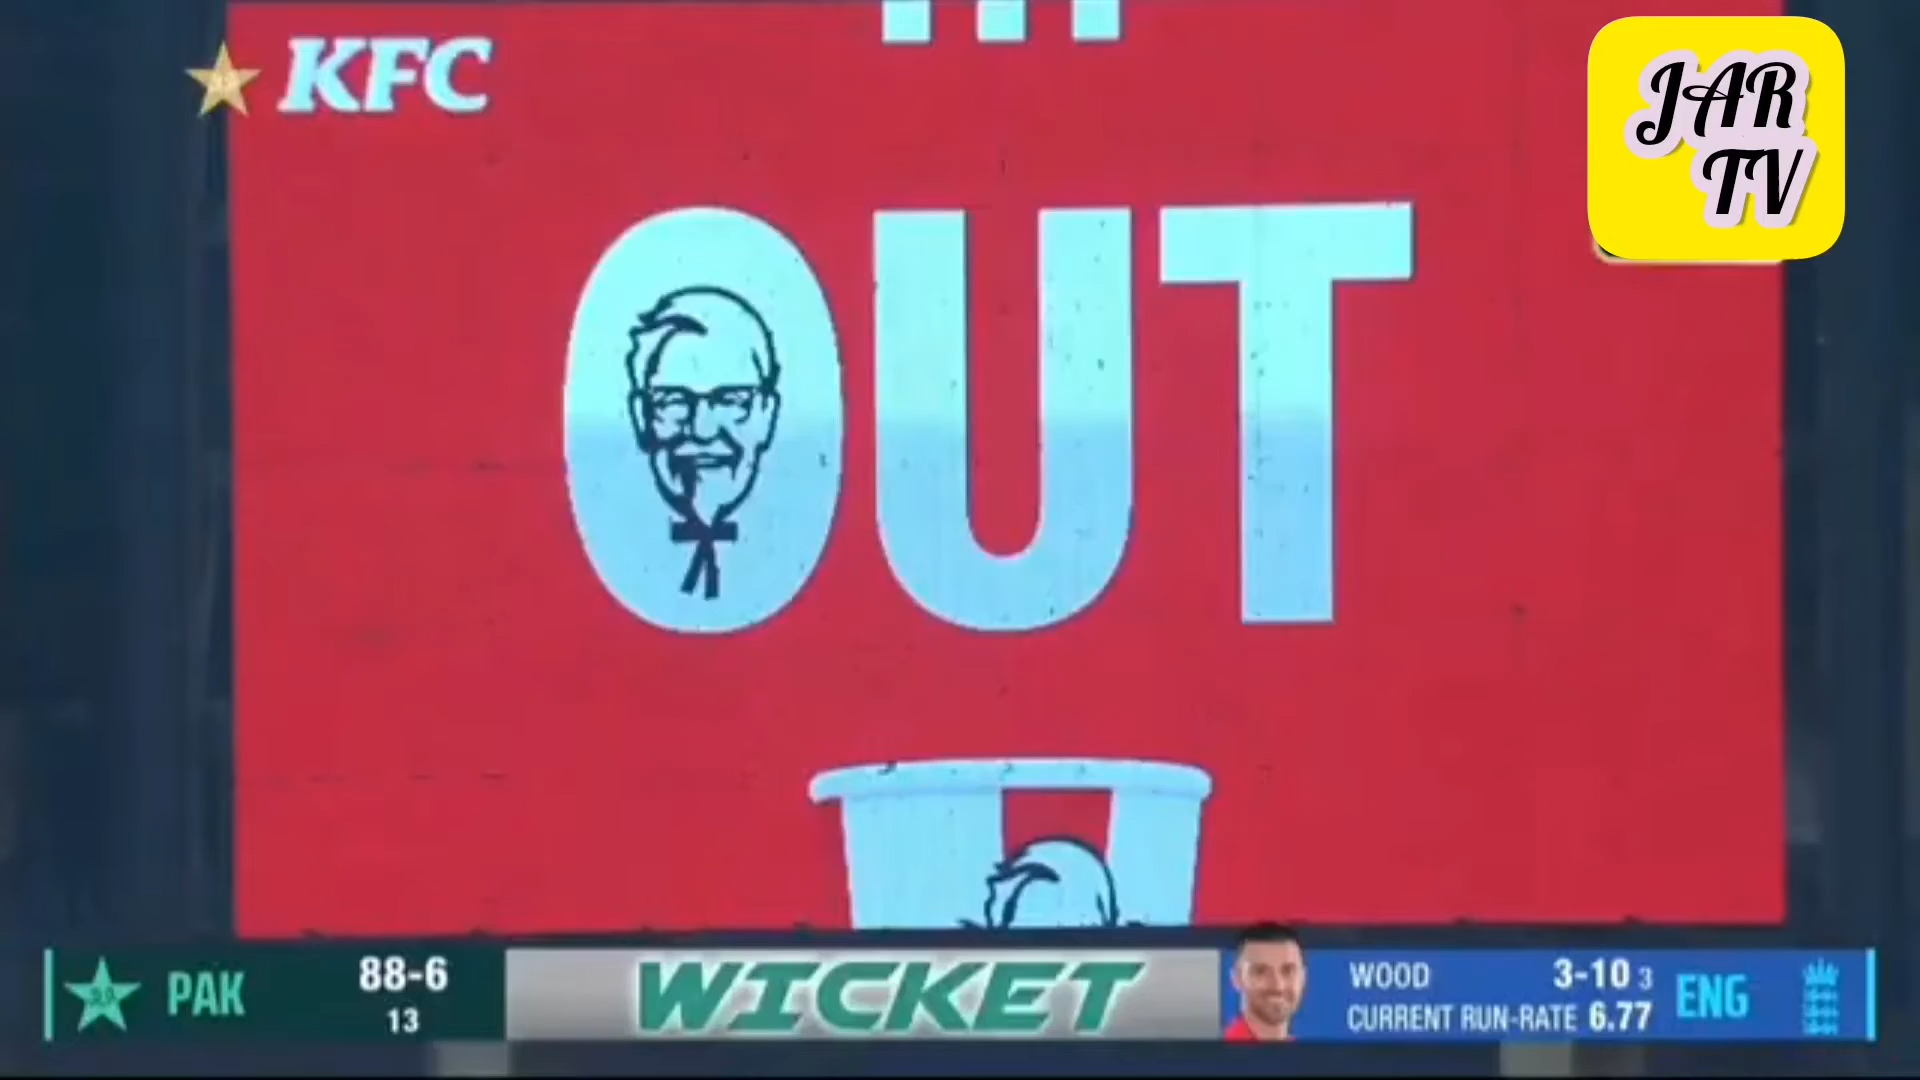 KFC
JAR
TV
OUT
PAK
88-6
13
WICKET
WOOD 3-10 3
CURRENT RUN-RATE 6.77
ENG